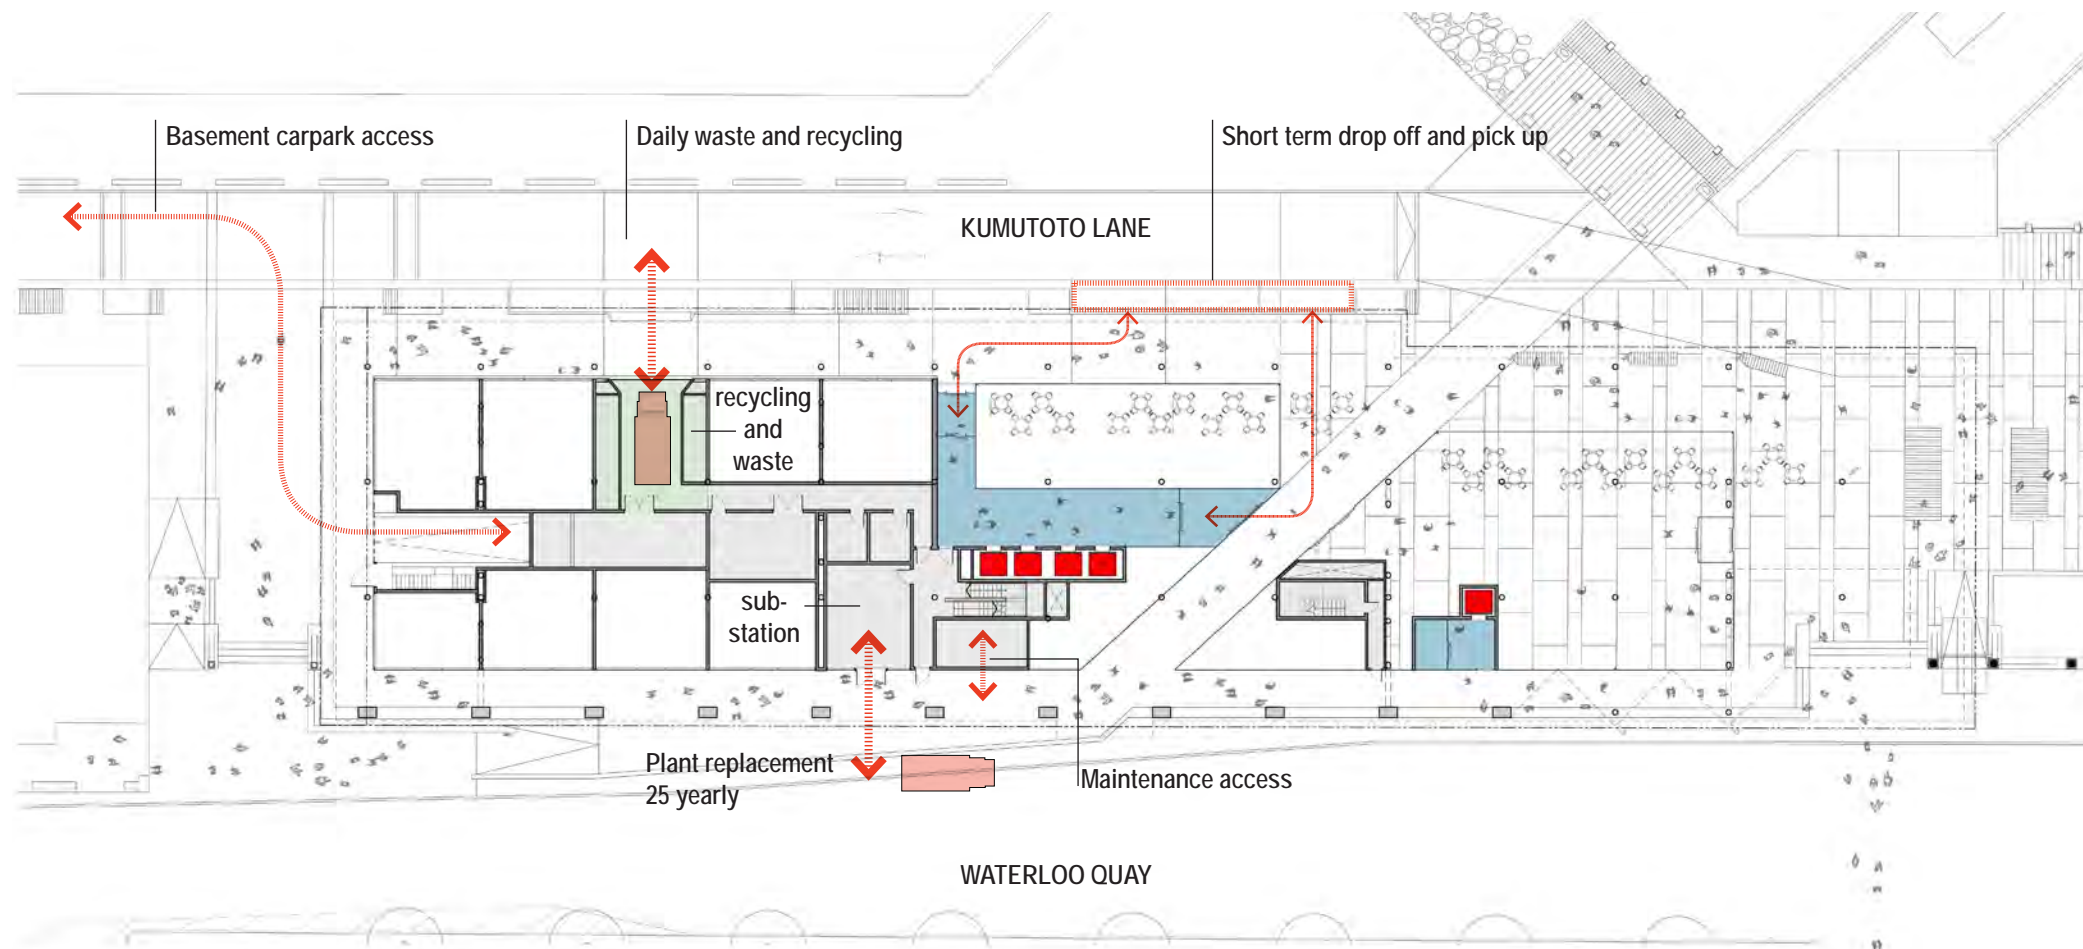 Basement carpark access
Daily waste and recycling
Short term drop off and pick up
KUMUTOTO LANE
recycling
and
waste
sub-
station
Plant replacement
25 yearly
Maintenance access
WATERLOO QUAY